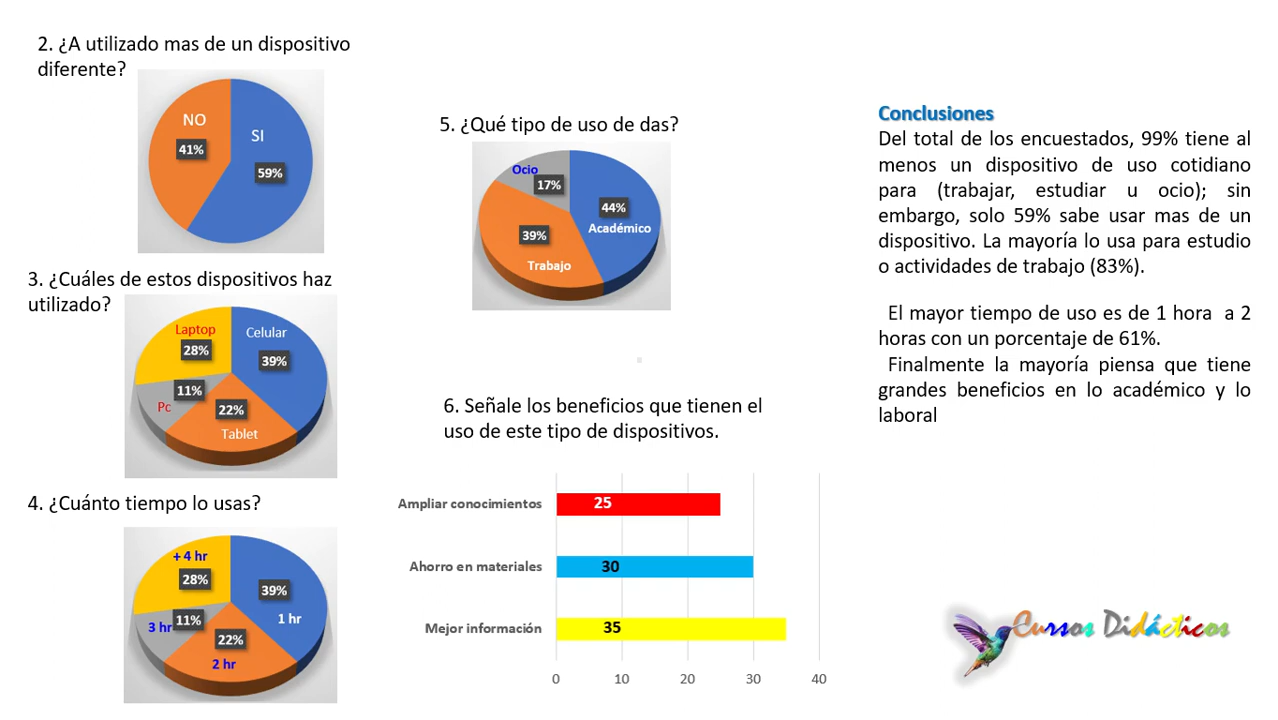 2. ¿A utilizado mas de un dispositivo
diferente?
NO
SI
41%
59%
3. ¿Cuáles de estos dispositivos haz
utilizado?
Laptop
Celular
28%
39%
11%
Pc
22%
Tablet
4. ¿Cuánto tiempo lo usas?
+ 4 hr
28%
39%
3 hr
11%
1 hr
22%
2 hr
5. ¿Qué tipo de uso de das?
Ocio
17%
44%
Académico
39%
Trabajo
6. Señale los beneficios que tienen el
uso de este tipo de dispositivos.
Ampliar conocimientos
25
Ahorro en materiales
30
Mejor información
35
0 10 20 30 40
Conclusiones
Del total de los encuestados, 99% tiene al
menos un dispositivo de uso cotidiano
para (trabajar, estudiar u ocio); sin
embargo, solo 59% sabe usar mas de un
dispositivo. La mayoría lo usa para estudio
o actividades de trabajo (83%).
El mayor tiempo de uso es de 1 hora a 2
horas con un porcentaje de 61%.
Finalmente la mayoría piensa que tiene
grandes beneficios en lo académico y lo
laboral
Cursos Didácticos